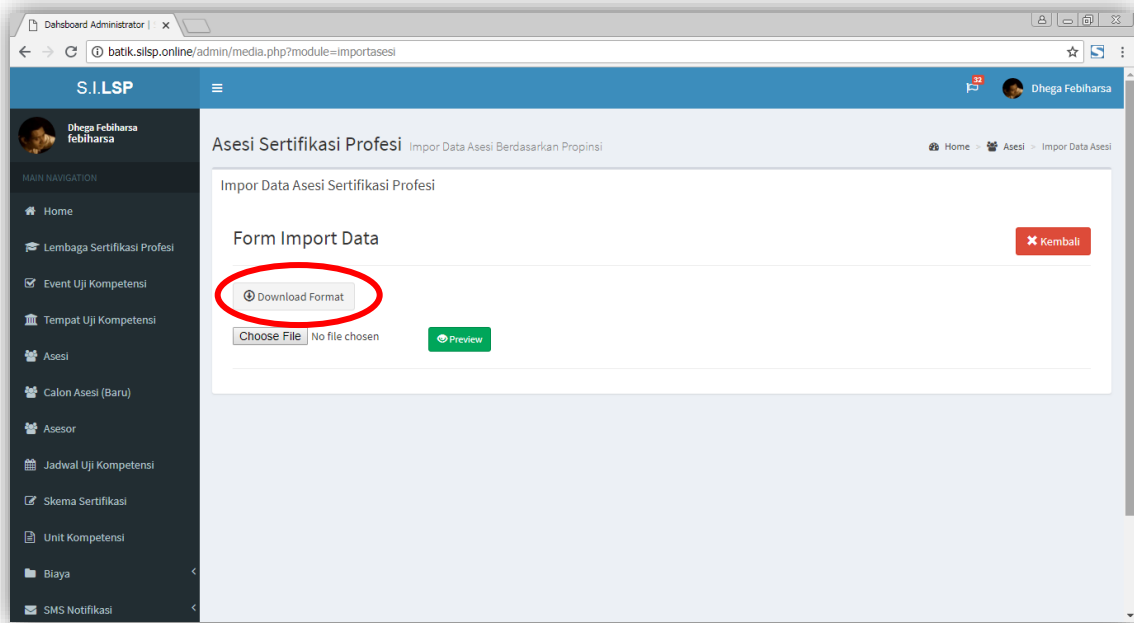 Dahsboard Administrator |
batik.silsp.online/admin/media.php?module=importasesi
S.I.LSP
32
Dhega Febiharsa
Dhega Febiharsa
febiharsa
Asesi Sertifikasi Profesi Impor Data Asesi Berdasarkan Propinsi
Home > Asesi > Impor Data Asesi
MAIN NAVIGATION
Impor Data Asesi Sertifikasi Profesi
Home
Lembaga Sertifikasi Profesi
Event Uji Kompetensi
Tempat Uji Kompetensi
Asesi
Calon Asesi (Baru)
Asesor
Jadwal Uji Kompetensi
Skema Sertifikasi
Unit Kompetensi
Biaya
SMS Notifikasi
Form Import Data
Kembali
Download Format
Choose File No file chosen
Preview